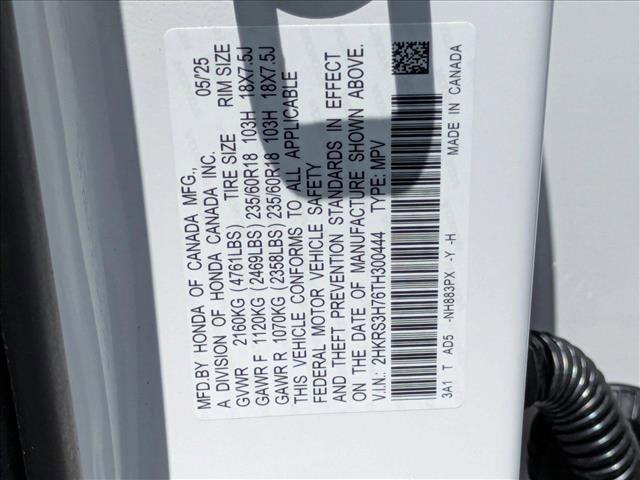 MFD.BY HONDA OF CANADA MFG., 05/25
A DIVISION OF HONDA CANADA INC.
TIRE SIZE RIM SIZE
GVWR 2160KG (4761LBS)
GAWR F 1120KG (2469LBS) 235/60R18 103H 18X7.5J
GAWR R 1070KG (2358LBS) 235/60R18 103H 18X7.5J
THIS VEHICLE CONFORMS TO ALL APPLICABLE
FEDERAL MOTOR VEHICLE SAFETY
AND THEFT PREVENTION STANDARDS IN EFFECT
ON THE DATE OF MANUFACTURE SHOWN ABOVE.
V.I.N.: 2HKRS3H76TH300444 TYPE: MPV
3A1 T AD5 -NH883PX -Y -H MADE IN CANADA